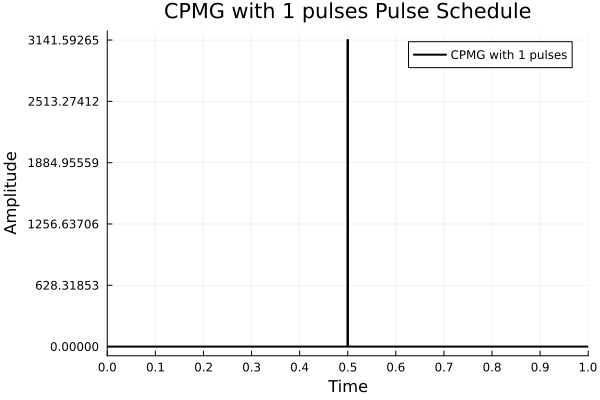 CPMG with 1 pulses Pulse Schedule
CPMG with 1 pulses
3141.59265
2513.27412
1884.95559
1256.63706
628.31853
0.00000
Amplitude
0.0 0.1 0.2 0.3 0.4 0.5 0.6 0.7 0.8 0.9 1.0
Time